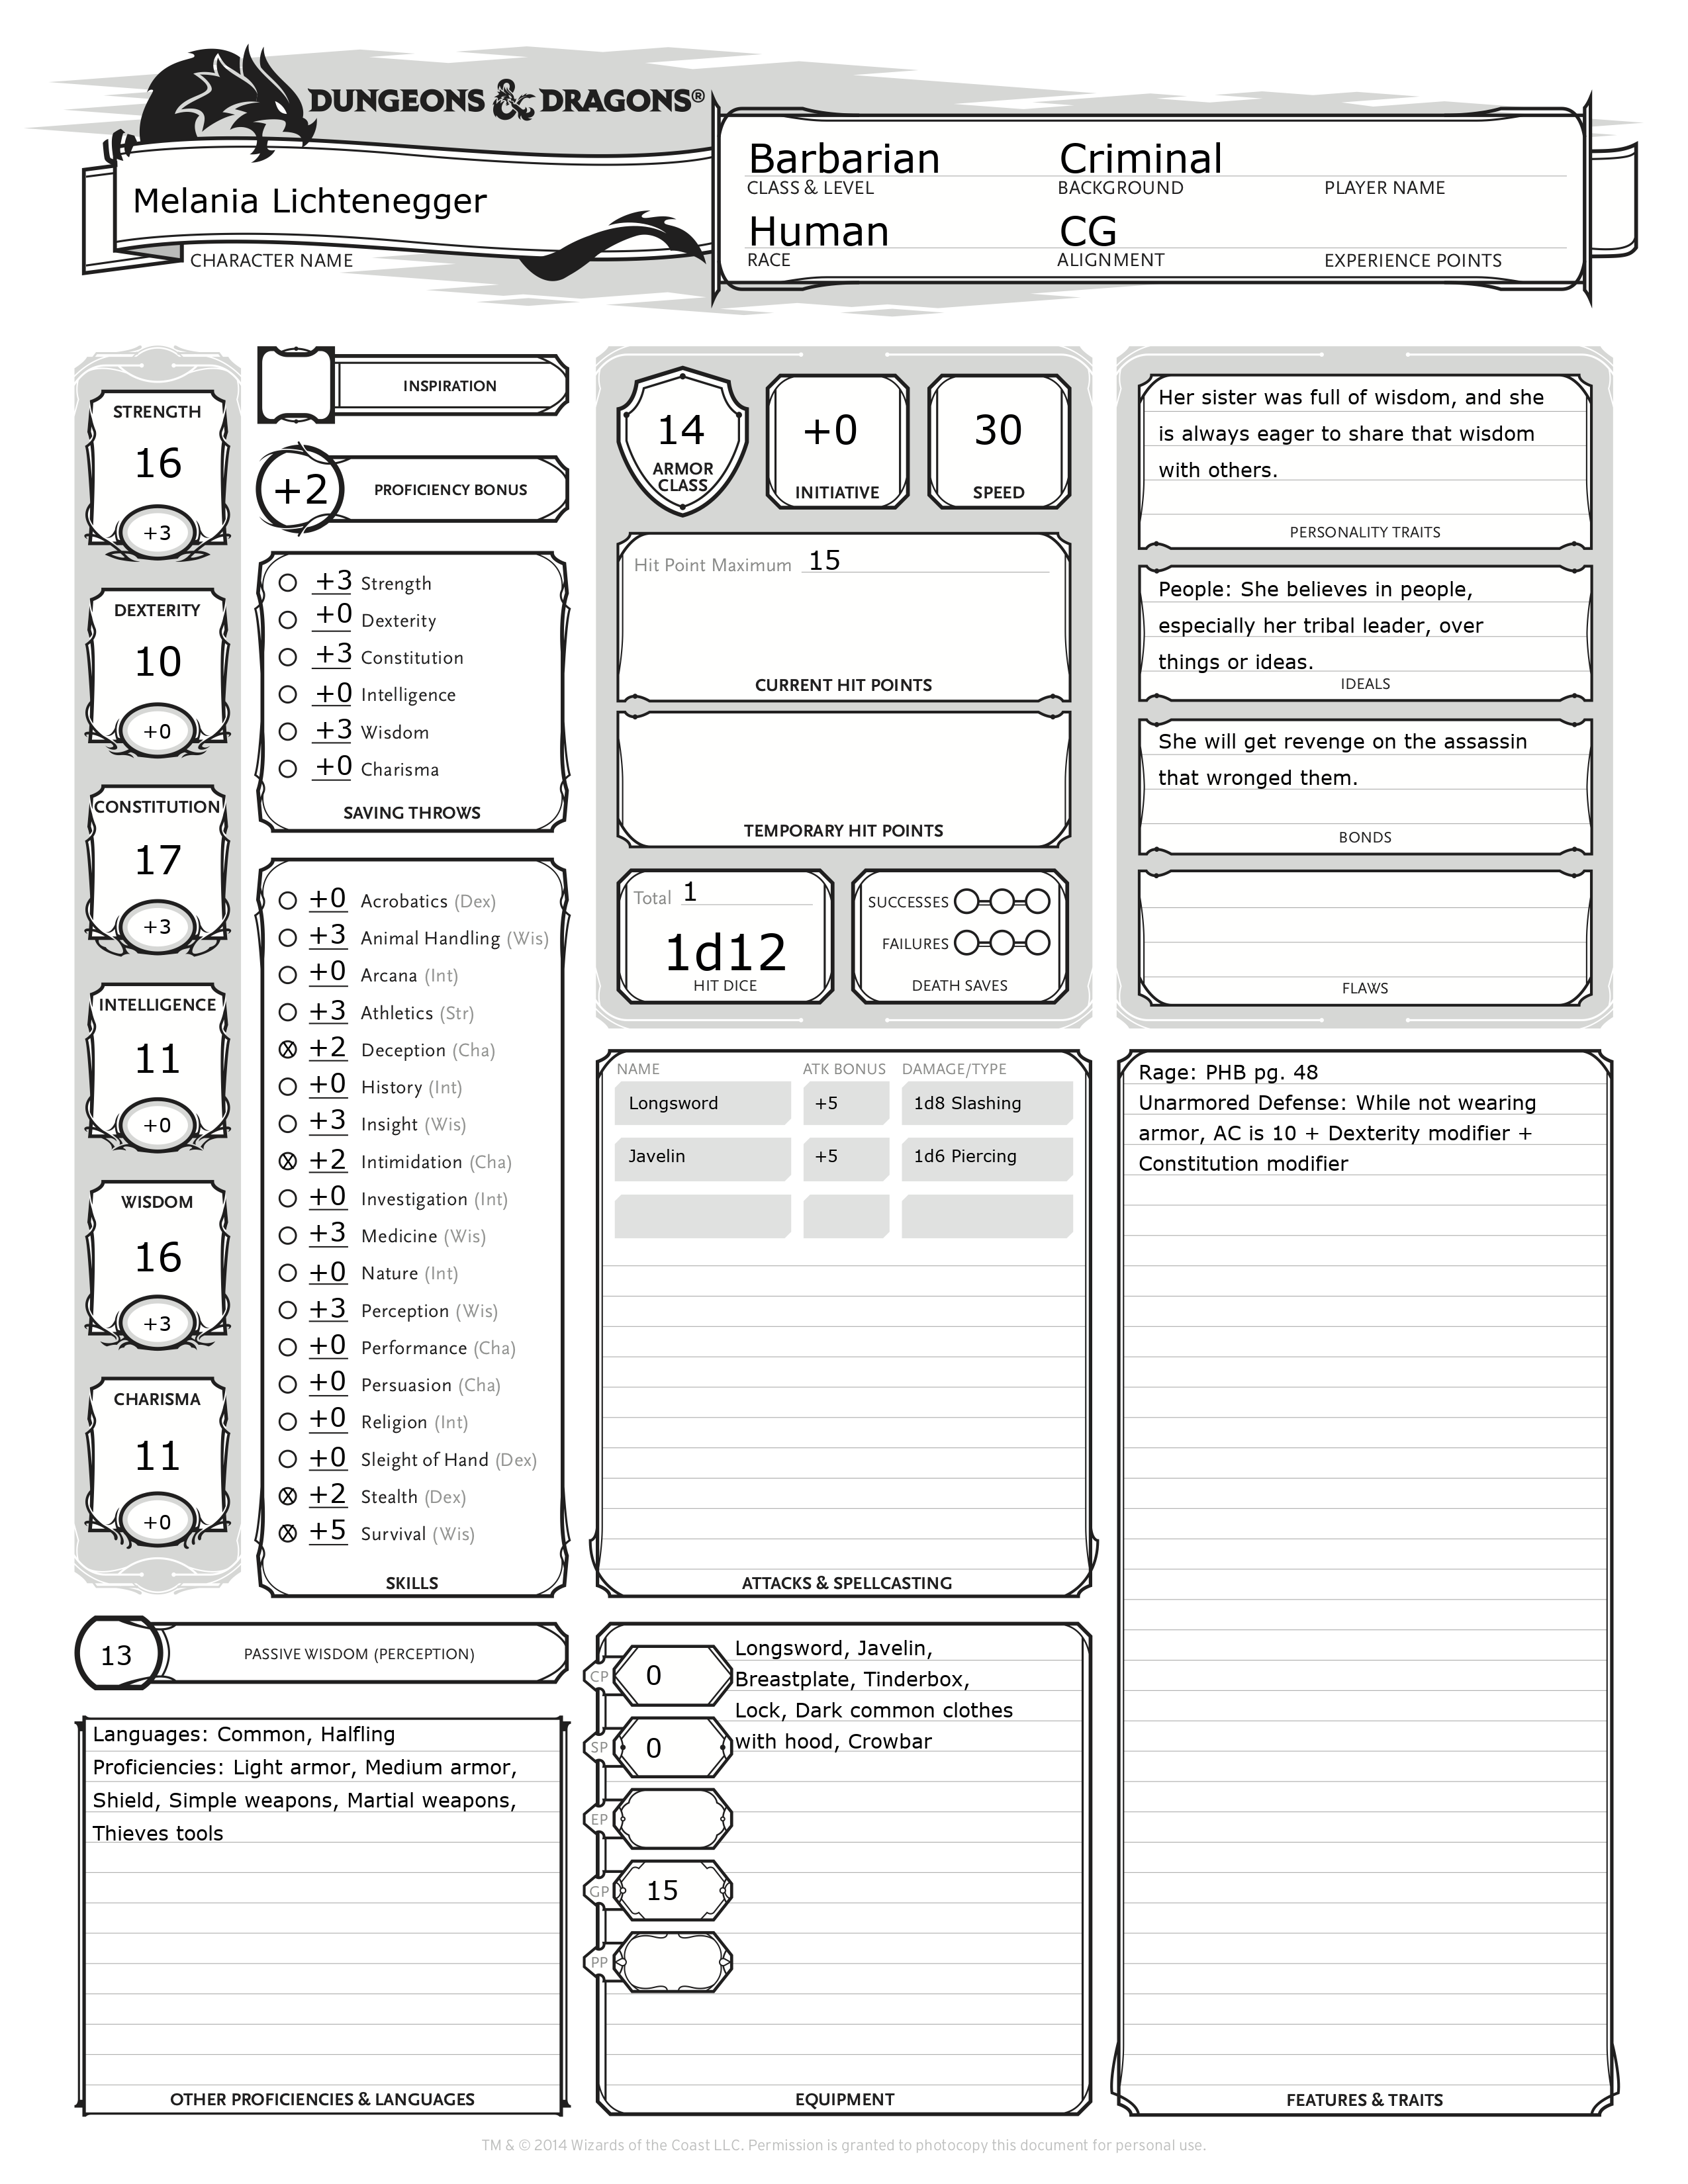 DUNGEONS & DRAGONS®
Melania Lichtenegger
CHARACTER NAME
Barbarian
Criminal
CLASS & LEVEL
BACKGROUND
PLAYER NAME
Human
CG
RACE
ALIGNMENT
EXPERIENCE POINTS
STRENGTH
16
+3
DEXTERITY
10
+0
CONSTITUTION
17
+3
INTELLIGENCE
11
+0
WISDOM
16
+3
CHARISMA
11
+0
INSPIRATION
+2 PROFICIENCY BONUS
+3 Strength
+0 Dexterity
+3 Constitution
+0 Intelligence
+3 Wisdom
+0 Charisma
SAVING THROWS
+0 Acrobatics (Dex)
+3 Animal Handling (Wis)
+0 Arcana (Int)
+3 Athletics (Str)
X +2 Deception (Cha)
+0 History (Int)
+3 Insight (Wis)
X +2 Intimidation (Cha)
+0 Investigation (Int)
+3 Medicine (Wis)
+0 Nature (Int)
+3 Perception (Wis)
+0 Performance (Cha)
+0 Persuasion (Cha)
+0 Religion (Int)
+0 Sleight of Hand (Dex)
X +2 Stealth (Dex)
X +5 Survival (Wis)
SKILLS
13 PASSIVE WISDOM (PERCEPTION)
Languages: Common, Halfling
Proficiencies: Light armor, Medium armor,
Shield, Simple weapons, Martial weapons,
Thieves tools
OTHER PROFICIENCIES & LANGUAGES
14
ARMOR
CLASS
+0
INITIATIVE
30
SPEED
Hit Point Maximum 15
CURRENT HIT POINTS
TEMPORARY HIT POINTS
Total 1
1d12
HIT DICE
SUCCESSES
FAILURES
DEATH SAVES
NAME ATK BONUS DAMAGE/TYPE
Longsword +5 1d8 Slashing
Javelin +5 1d6 Piercing
ATTACKS & SPELLCASTING
CP 0
SP 0
EP
GP 15
PP
Longsword, Javelin,
Breastplate, Tinderbox,
Lock, Dark common clothes
with hood, Crowbar
EQUIPMENT
Her sister was full of wisdom, and she
is always eager to share that wisdom
with others.
PERSONALITY TRAITS
People: She believes in people,
especially her tribal leader, over
things or ideas.
IDEALS
She will get revenge on the assassin
that wronged them.
BONDS
FLAWS
Rage: PHB pg. 48
Unarmored Defense: While not wearing
armor, AC is 10 + Dexterity modifier +
Constitution modifier
FEATURES & TRAITS
TM & © 2014 Wizards of the Coast LLC. Permission is granted to photocopy this document for personal use.